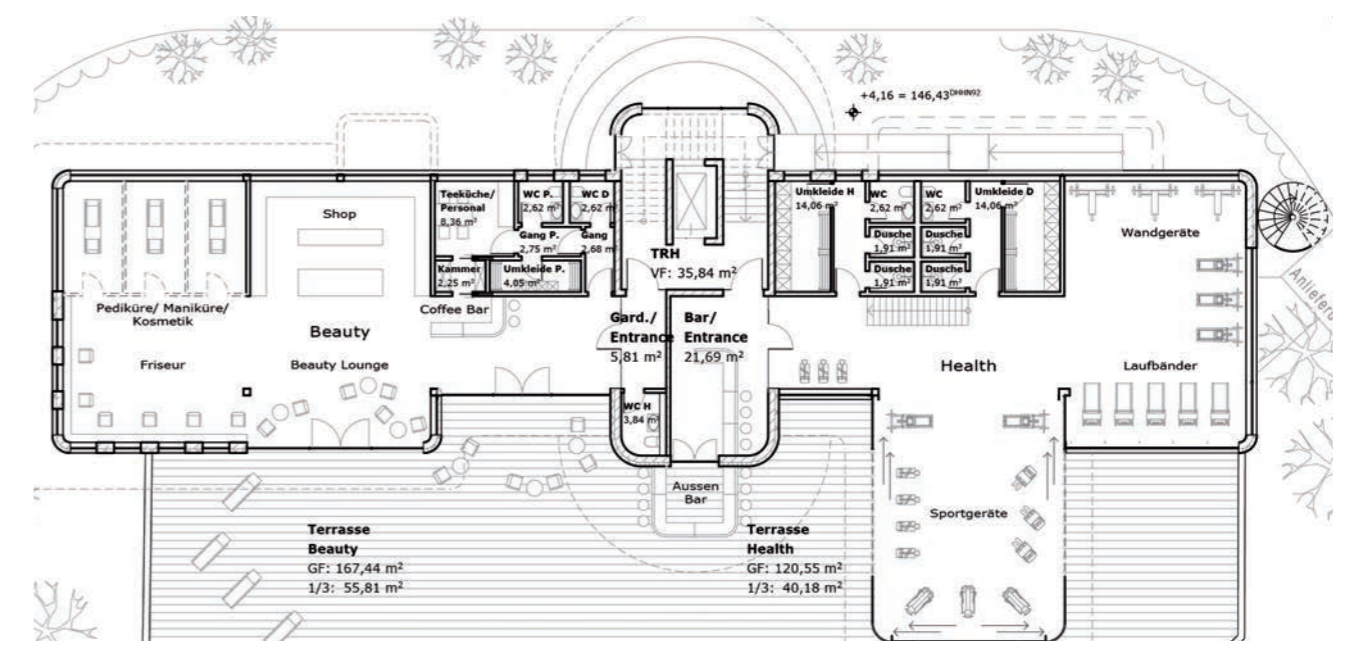 +4,16 = 146,43 DHHN92
Teeküche/
Personal
8,36 m²
WC P.
2,62 m²
WC D
2,62 m²
Umkleide H
14,06 m²
WC
2,62 m²
WC
2,62 m²
Umkleide D
14,06 m²
Shop
Wandgeräte
Gang P.
2,75 m²
Gang
2,68 m²
Dusche
1,91 m²
Dusche
1,91 m²
TRH
VF: 35,84 m²
Kammer
2,25 m²
Umkleide P.
4,05 m²
Dusche
1,91 m²
Dusche
1,91 m²
Pediküre/ Maniküre/
Kosmetik
Coffee Bar
Beauty
Gard./
Entrance
5,81 m²
Bar/
Entrance
21,69 m²
Friseur
Beauty Lounge
Health
Laufbänder
WC H
3,84 m²
Aussen
Bar
Sportgeräte
Terrasse
Beauty
GF: 167,44 m²
1/3: 55,81 m²
Terrasse
Health
GF: 120,55 m²
1/3: 40,18 m²